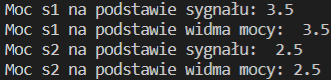 Moc s1 na podstawie sygnału: 3.5
Moc s1 na podstawie widma mocy:  3.5
Moc s2 na podstawie sygnału:  2.5
Moc s2 na podstawie widma mocy: 2.5